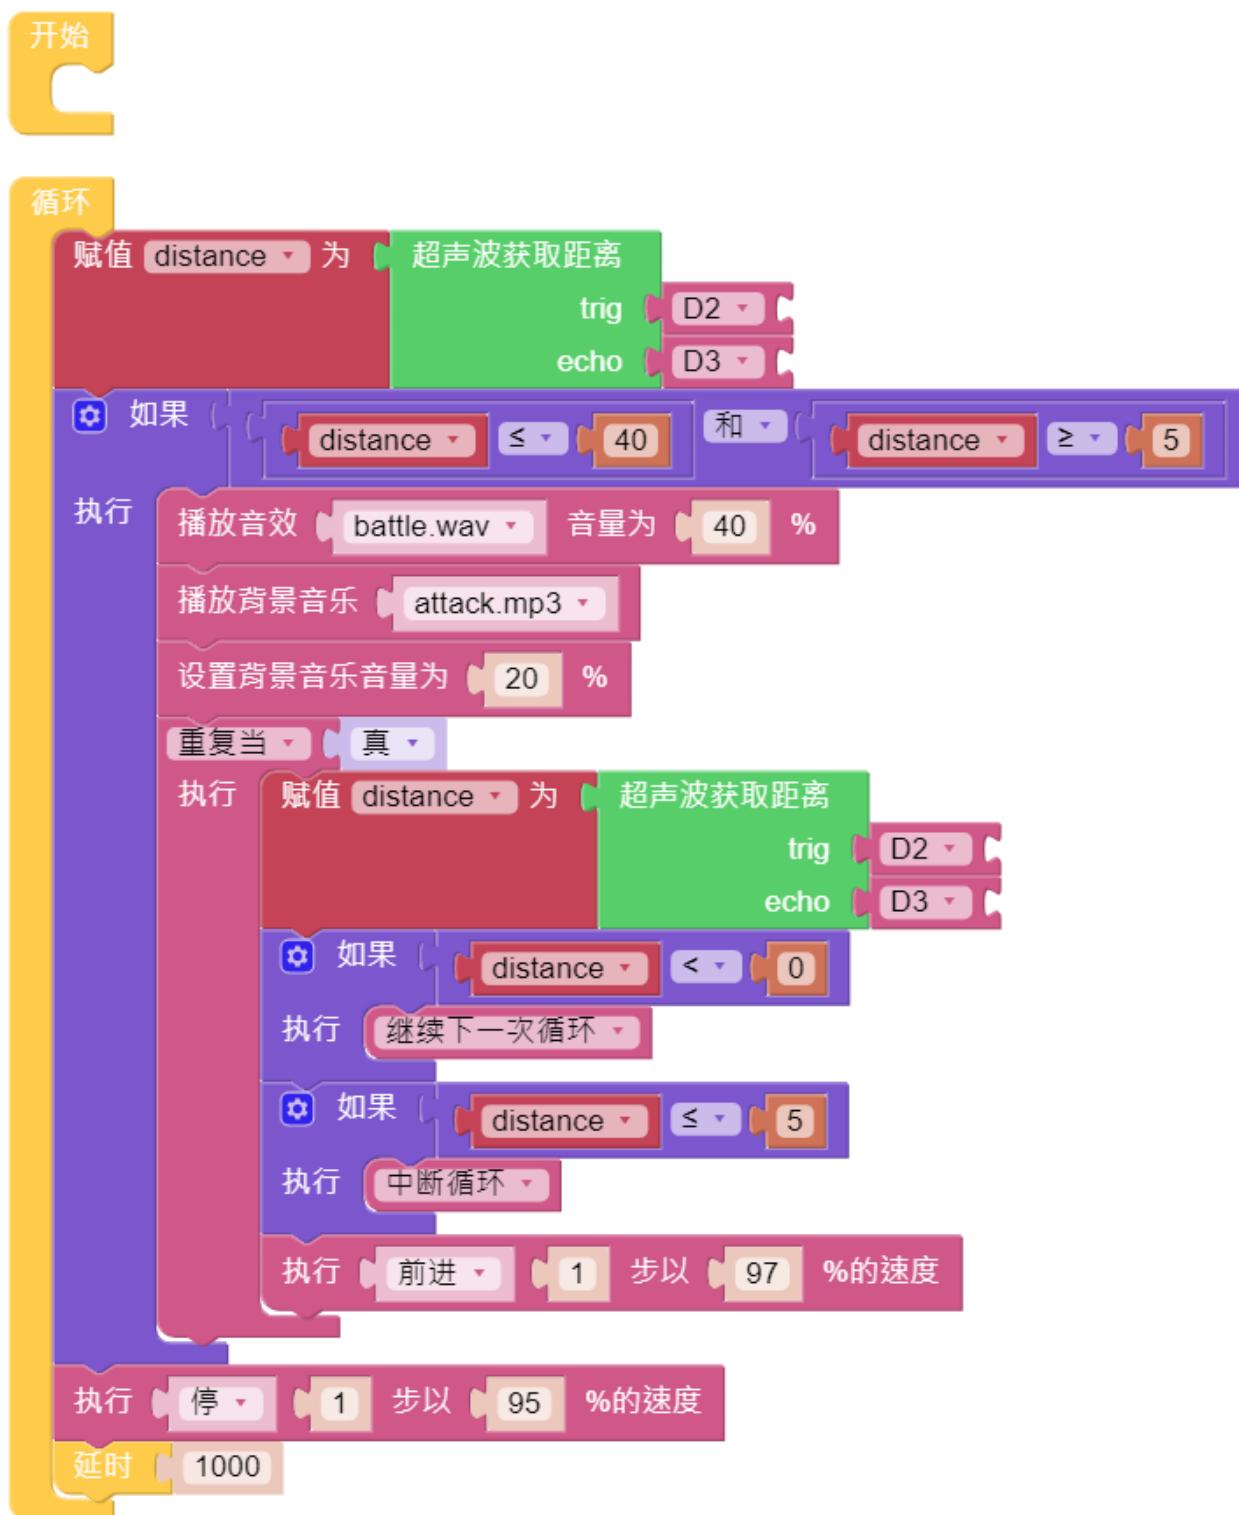 开始
循环
赋值 distance 为 超声波获取距离
trig D2
echo D3
如果 distance ≤ 40 和 distance ≥ 5
执行 播放音效 battle.wav 音量为 40 %
播放背景音乐 attack.mp3
设置背景音乐音量为 20 %
重复当 真
执行 赋值 distance 为 超声波获取距离
trig D2
echo D3
如果 distance < 0
执行 继续下一次循环
如果 distance ≤ 5
执行 中断循环
执行 前进 1 步以 97 %的速度
执行 停 1 步以 95 %的速度
延时 1000